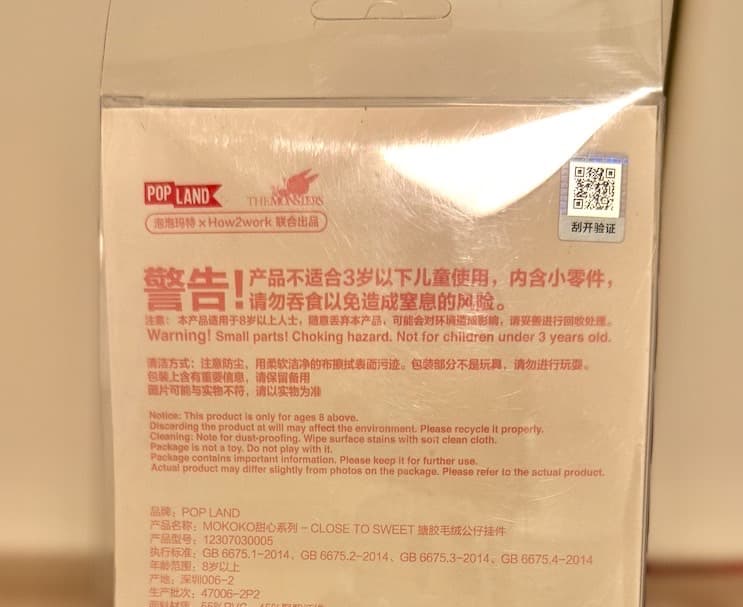 POP LAND
THE MONSTERS
泡泡玛特 × How2work 联合出品
刮开验证
警告!产品不适合3岁以下儿童使用，内含小零件，
请勿吞食以免造成窒息的风险。
注意： 本产品适用于8岁以上人士，随意丢弃本产品，可能会对环境造成影响，请妥善进行回收处理。
Warning! Small parts! Choking hazard. Not for children under 3 years old.
清洁方式：注意防尘，用柔软洁净的布擦拭表面污迹。包装部分不是玩具，请勿进行玩耍。
包装上含有重要信息，请保留备用
图片可能与实物不符，请以实物为准
Notice: This product is only for ages 8 above.
Discarding the product at will may affect the environment. Please recycle it properly.
Cleaning: Note for dust-proofing. Wipe surface stains with soft clean cloth.
Package is not a toy. Do not play with it.
Package contains important information. Please keep it for further use.
Actual product may differ slightly from photos on the package. Please refer to the actual product.
品牌：POP LAND
产品名称：MOKOKO甜心系列 - CLOSE TO SWEET 搪胶毛绒公仔挂件
产品型号：12307030005
执行标准：GB 6675.1-2014、GB 6675.2-2014、GB 6675.3-2014、GB 6675.4-2014
年龄范围：8岁以上
产地：深圳006-2
生产批次：47006-2P2